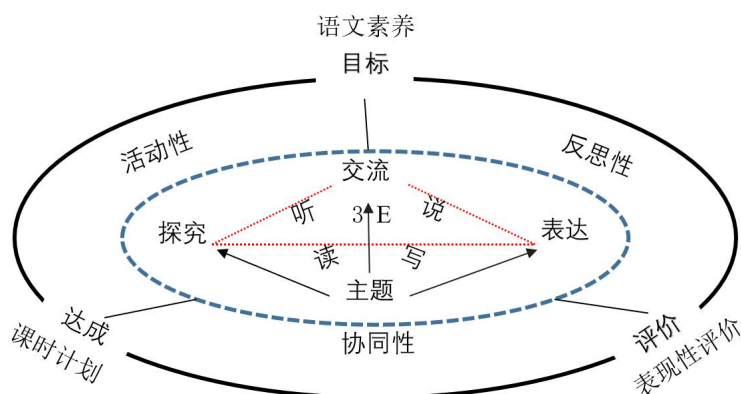 语文素养
目标
活动性
反思性
交流
听
3 E
说
探究
表达
读
写
主题
达成
课时计划
协同性
评价
表现性评价